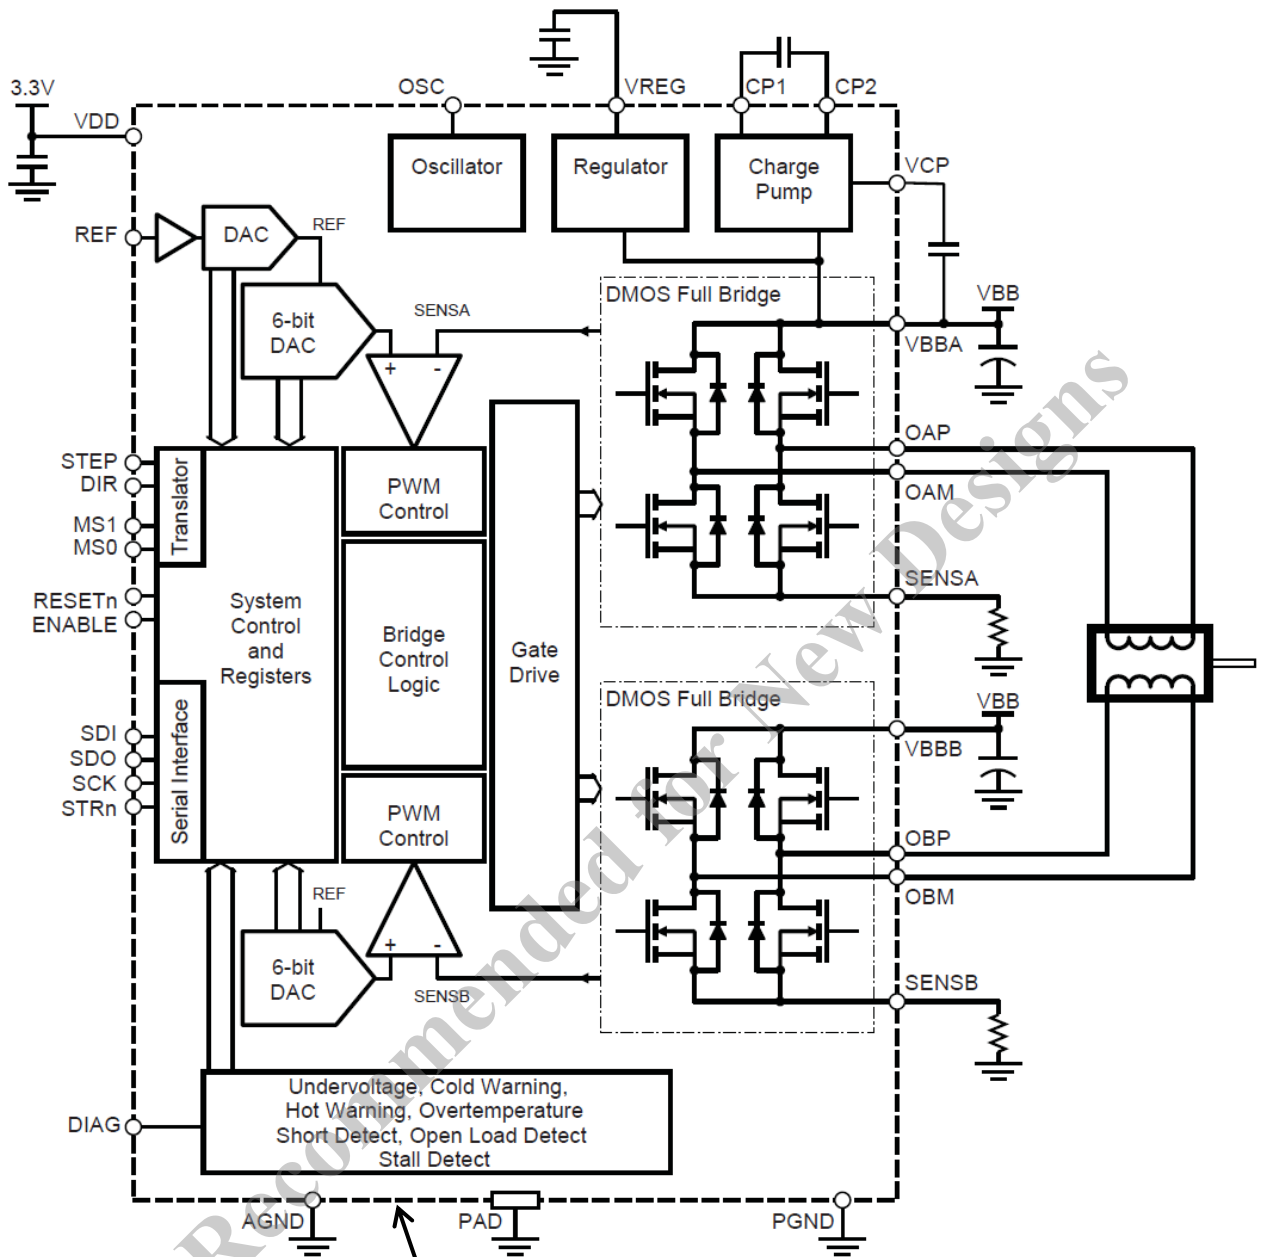 3.3V
OSC
VREG
CP1
CP2
VDD
Oscillator
Regulator
Charge
Pump
VCP
REF
DAC
REF
6-bit
DAC
SENSA
DMOS Full Bridge
VBB
VBBA
+ -
OAP
OAM
STEP
DIR
MS1
MS0
Translator
PWM
Control
RESETn
ENABLE
System
Control
and
Registers
Bridge
Control
Logic
Gate
Drive
SENSA
DMOS Full Bridge
VBB
VBBB
SDI
SDO
SCK
STRn
Serial Interface
PWM
Control
OBP
OBM
REF
+ -
6-bit
DAC
SENSB
SENSB
DIAG
Undervoltage, Cold Warning,
Hot Warning, Overtemperature
Short Detect, Open Load Detect
Stall Detect
AGND
PAD
PGND
Recommended for New Designs